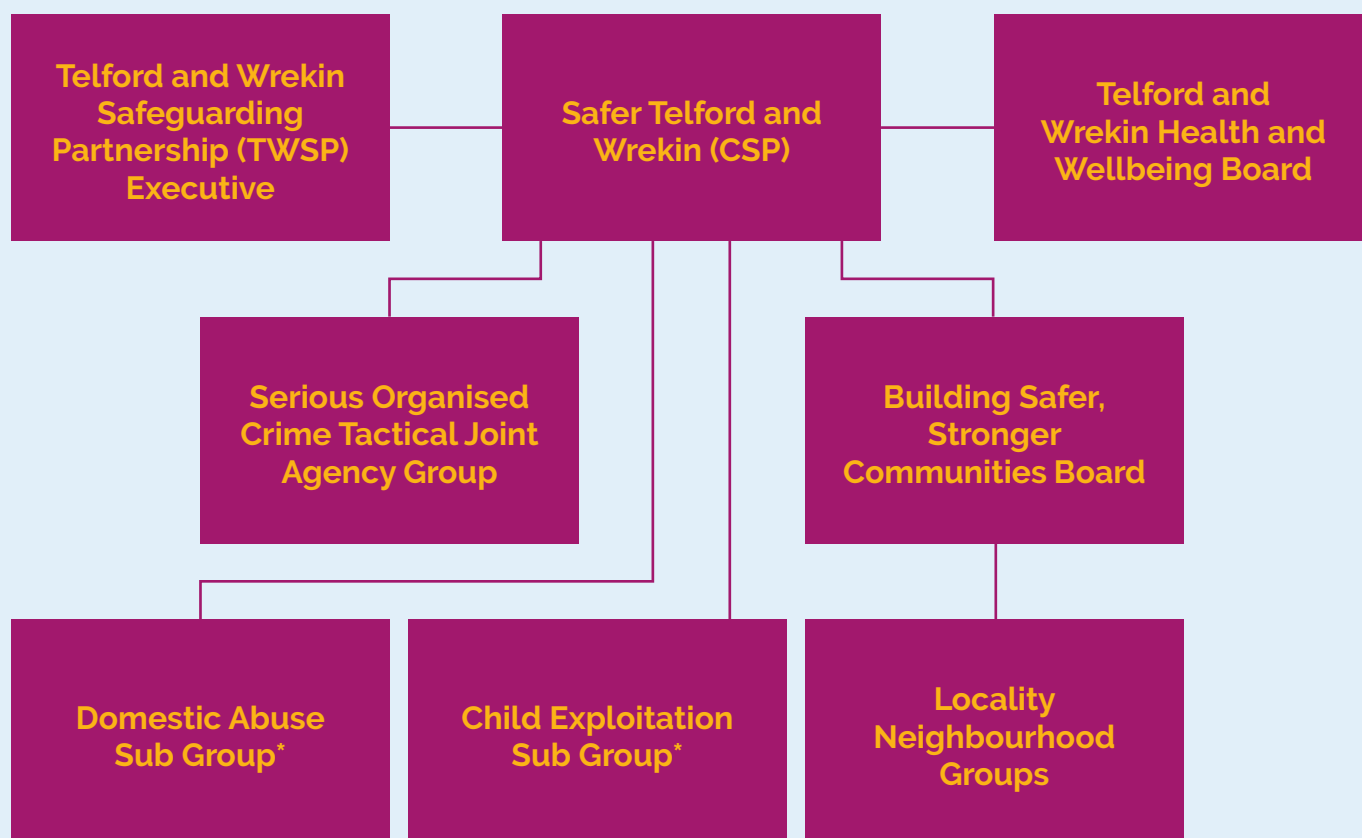 Telford and Wrekin
Safeguarding
Partnership (TWSP)
Executive
Safer Telford and
Wrekin (CSP)
Telford and
Wrekin Health and
Wellbeing Board
Serious Organised
Crime Tactical Joint
Agency Group
Building Safer,
Stronger
Communities Board
Domestic Abuse
Sub Group*
Child Exploitation
Sub Group*
Locality
Neighbourhood
Groups